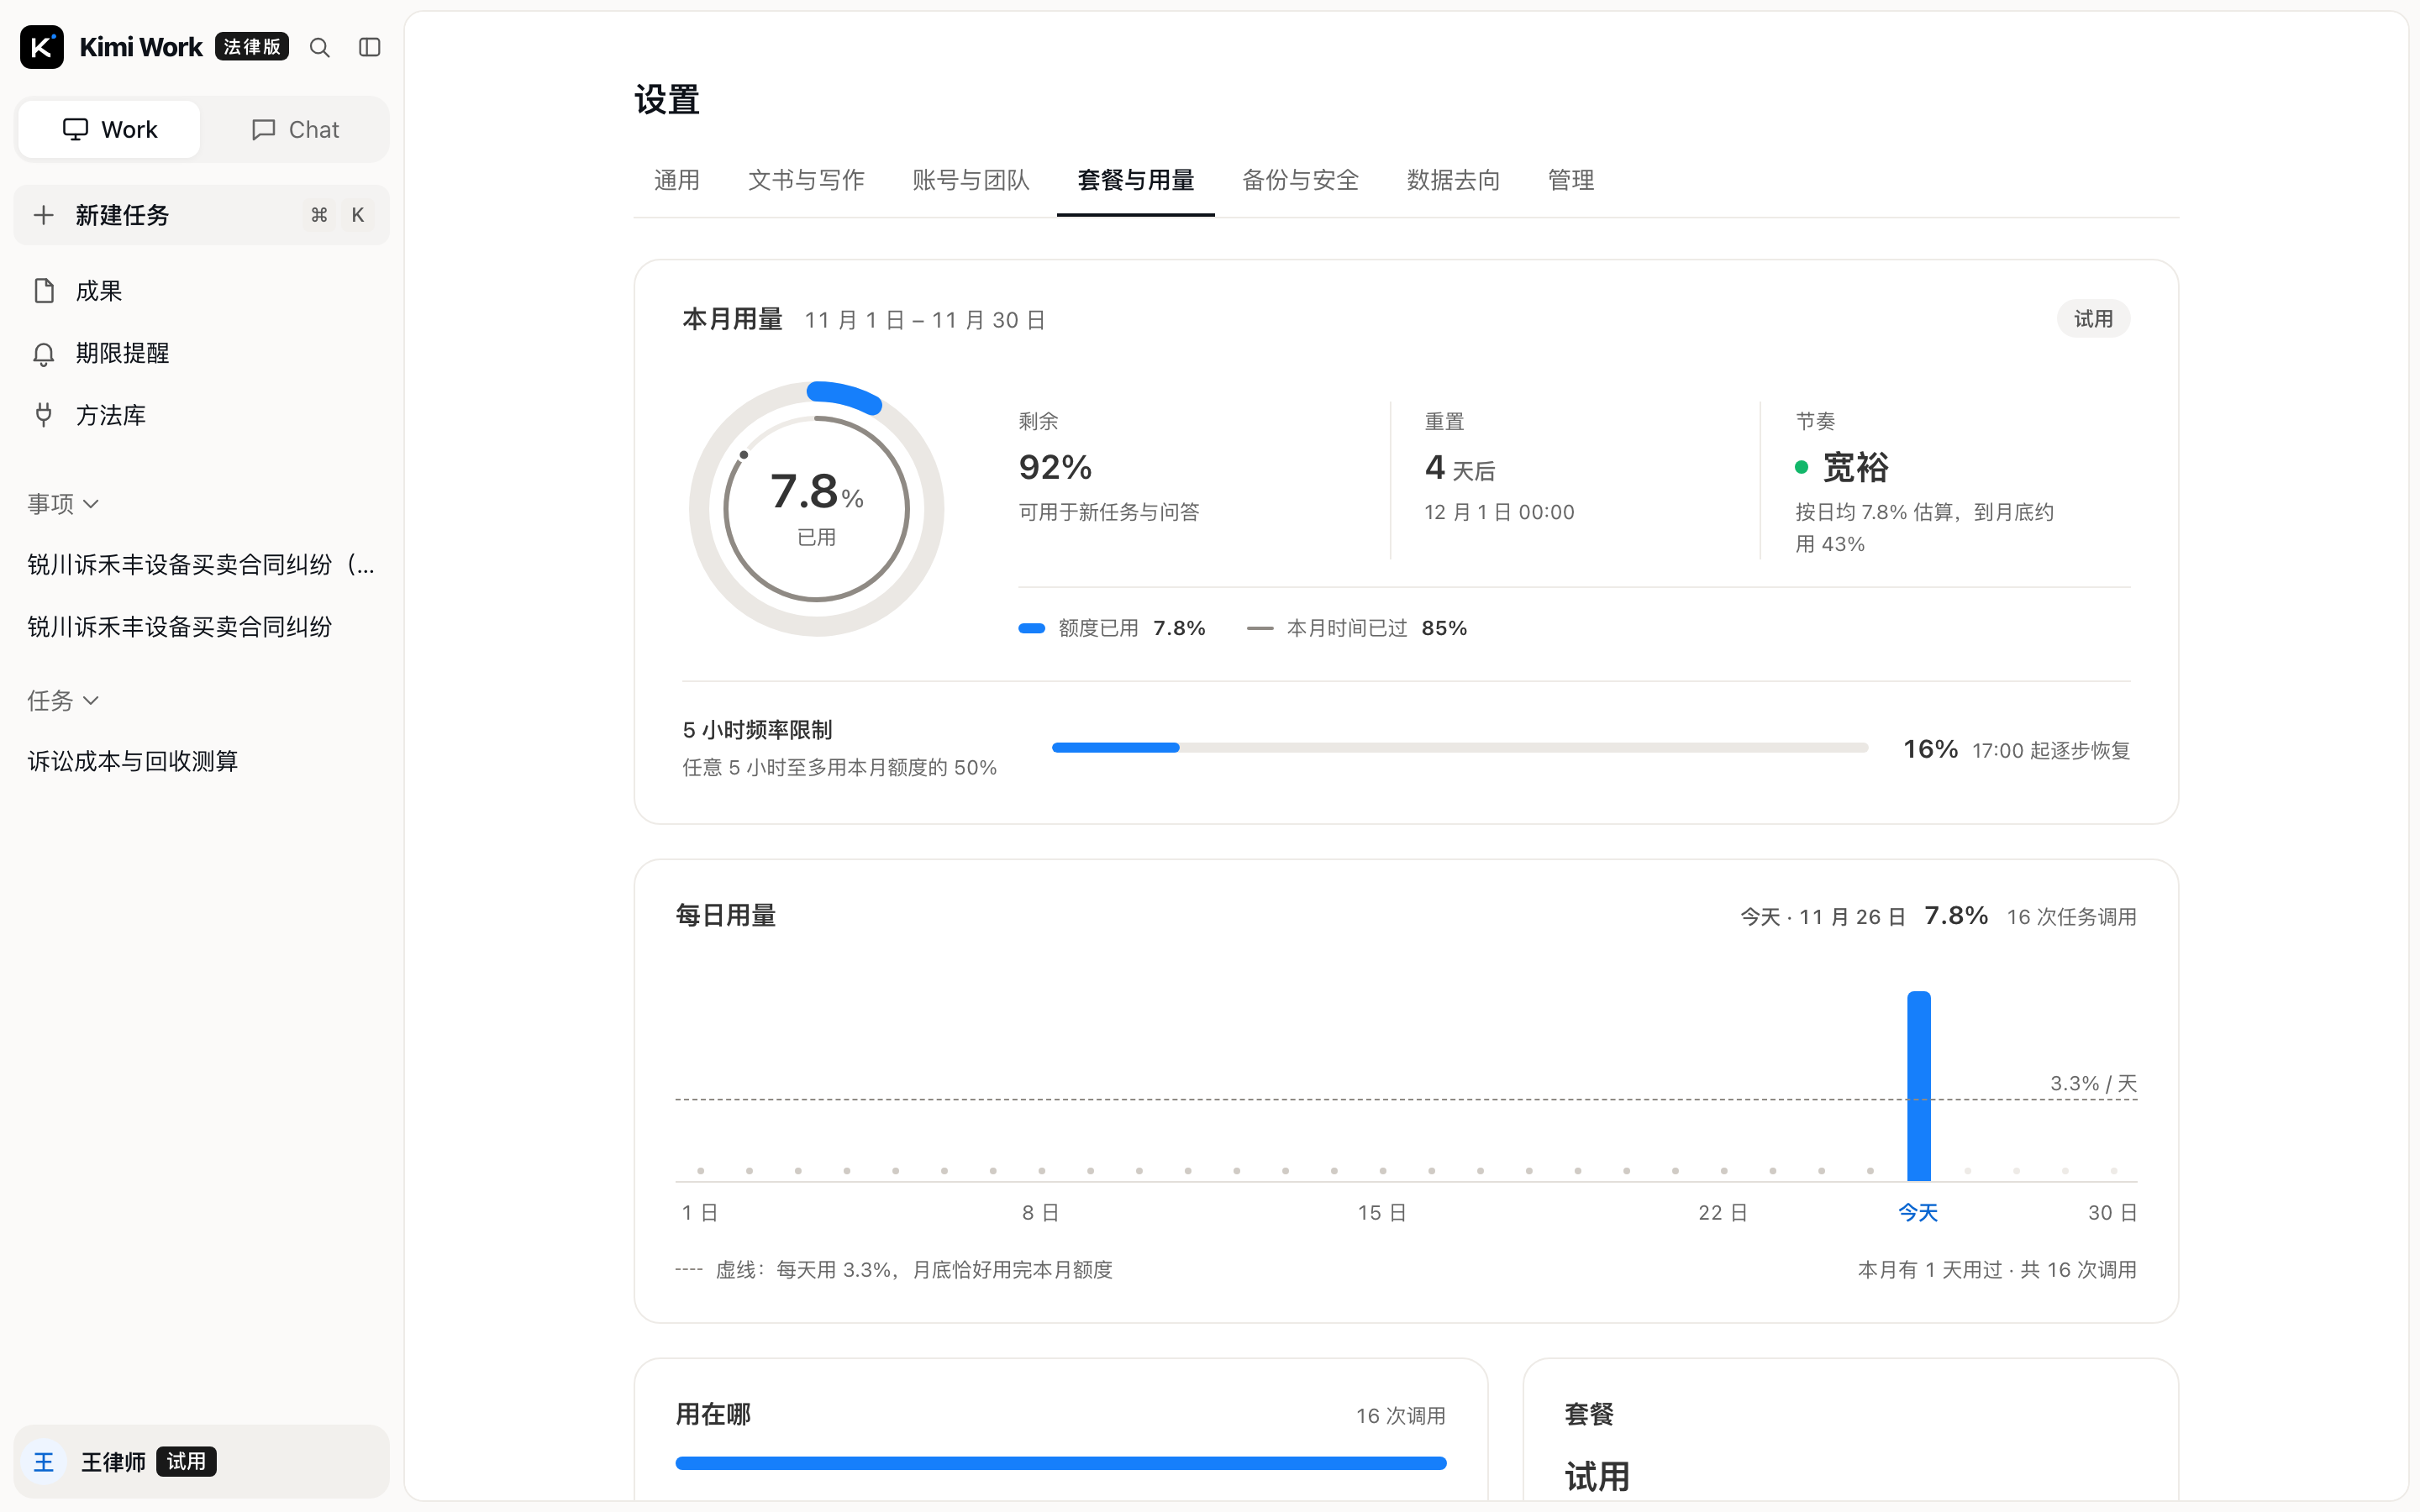 Kimi Work 法律版
Work
Chat
新建任务 ⌘ K
成果
期限提醒
方法库
事项
锐川诉禾丰设备买卖合同纠纷（...
锐川诉禾丰设备买卖合同纠纷
任务
诉讼成本与回收测算
王 王律师 试用
设置
通用 文书与写作 账号与团队 套餐与用量 备份与安全 数据去向 管理
本月用量 11 月 1 日 – 11 月 30 日
试用
7.8%
已用
剩余
92%
可用于新任务与问答
重置
4 天后
12 月 1 日 00:00
节奏
宽裕
按日均 7.8% 估算，到月底约
用 43%
额度已用 7.8% 本月时间已过 85%
5 小时频率限制
任意 5 小时至多用本月额度的 50%
16% 17:00 起逐步恢复
每日用量
今天 · 11 月 26 日 7.8% 16 次任务调用
3.3% / 天
1 日 8 日 15 日 22 日 今天 30 日
虚线：每天用 3.3%，月底恰好用完本月额度
本月有 1 天用过 · 共 16 次调用
用在哪
16 次调用
套餐
试用